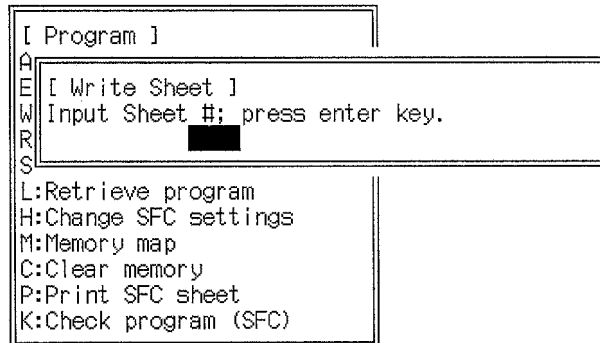 [ Program ]
A
E
[ Write Sheet ]
W
Input Sheet #; press enter key.
R
S
L:Retrieve program
H:Change SFC settings
M:Memory map
C:Clear memory
P:Print SFC sheet
K:Check program (SFC)